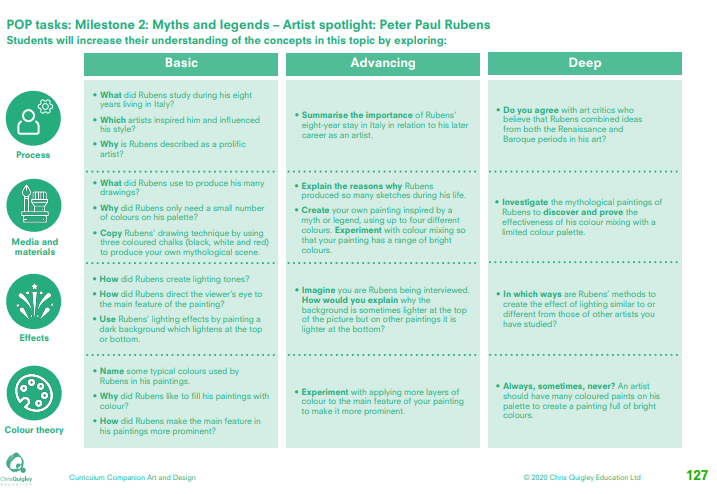 POP tasks: Milestone 2: Myths and legends – Artist spotlight: Peter Paul Rubens
Students will increase their understanding of the concepts in this topic by exploring:
Basic
Advancing
Deep
Process
• What did Rubens study during his eight
years living in Italy?
• Which artists inspired him and influenced
his style?
• Why is Rubens described as a prolific
artist?
• Summarise the importance of Rubens'
eight-year stay in Italy in relation to his later
career as an artist.
• Do you agree with art critics who
believe that Rubens combined ideas
from both the Renaissance and
Baroque periods in his art?
Media and
materials
• What did Rubens use to produce his many
drawings?
• Why did Rubens only need a small number
of colours on his palette?
• Copy Rubens' drawing technique by using
three coloured chalks (black, white and red)
to produce your own mythological scene.
• Explain the reasons why Rubens
produced so many sketches during his life.
• Create your own painting inspired by a
myth or legend, using up to four different
colours. Experiment with colour mixing so
that your painting has a range of bright
colours.
• Investigate the mythological paintings of
Rubens to discover and prove the
effectiveness of his colour mixing with a
limited colour palette.
Effects
• How did Rubens create lighting tones?
• How did Rubens direct the viewer's eye to
the main feature of the painting?
• Use Rubens' lighting effects by painting a
dark background which lightens at the top
or bottom.
• Imagine you are Rubens being interviewed.
How would you explain why the
background is sometimes lighter at the top
of the picture but on other paintings it is
lighter at the bottom?
• In which ways are Rubens' methods to
create the effect of lighting similar to or
different from those of other artists you
have studied?
Colour theory
• Name some typical colours used by
Rubens in his paintings.
• Why did Rubens like to fill his paintings with
colour?
• How did Rubens make the main feature in
his paintings more prominent?
• Experiment with applying more layers of
colour to the main feature of your painting
to make it more prominent.
• Always, sometimes, never? An artist
should have many coloured paints on his
palette to create a painting full of bright
colours.
ChrisQuigley
Education
Curriculum Companion Art and Design
© 2020 Chris Quigley Education Ltd
127